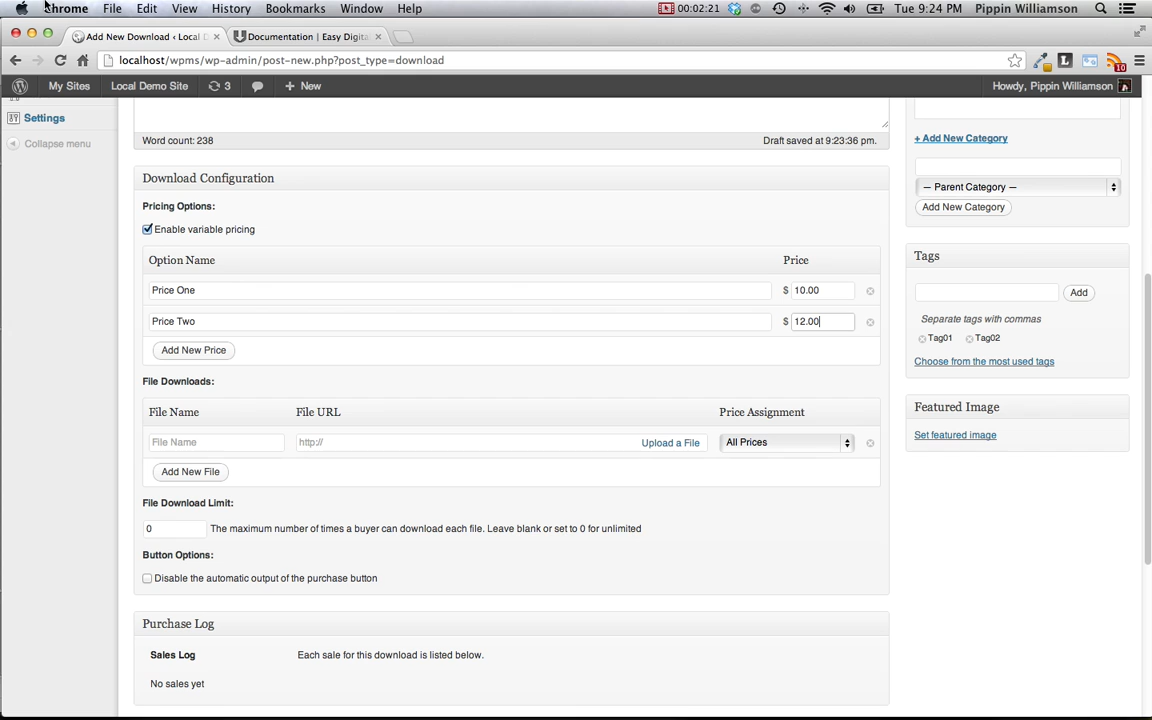 Chrome File Edit View History Bookmarks Window Help 00:02:21 Tue 9:24 PM Pippin Williamson
Add New Download ‹ Local D Documentation | Easy Digita
localhost/wpms/wp-admin/post-new.php?post_type=download 10
My Sites Local Demo Site 3 + New Howdy, Pippin Williamson
Settings
Collapse menu
Word count: 238 Draft saved at 9:23:36 pm.
+ Add New Category
— Parent Category —
Add New Category
Download Configuration
Pricing Options:
Enable variable pricing
Option Name Price
Price One $ 10.00
Price Two $ 12.00
Add New Price
File Downloads:
File Name File URL Price Assignment
File Name http:// Upload a File All Prices
Add New File
File Download Limit:
0 The maximum number of times a buyer can download each file. Leave blank or set to 0 for unlimited
Button Options:
Disable the automatic output of the purchase button
Tags
Add
Separate tags with commas
Tag01 Tag02
Choose from the most used tags
Featured Image
Set featured image
Purchase Log
Sales Log Each sale for this download is listed below.
No sales yet